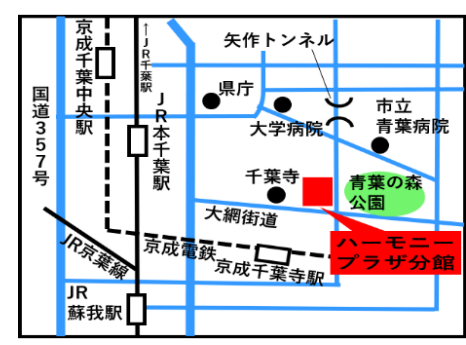 京成千葉中央駅
←JR千葉駅
矢作トンネル
国道357号
JR本千葉駅
県庁
大学病院
市立
青葉病院
千葉寺
青葉の森
公園
大網街道
ハーモニー
プラザ分館
JR京葉線
京成電鉄
京成千葉寺駅
JR
蘇我駅